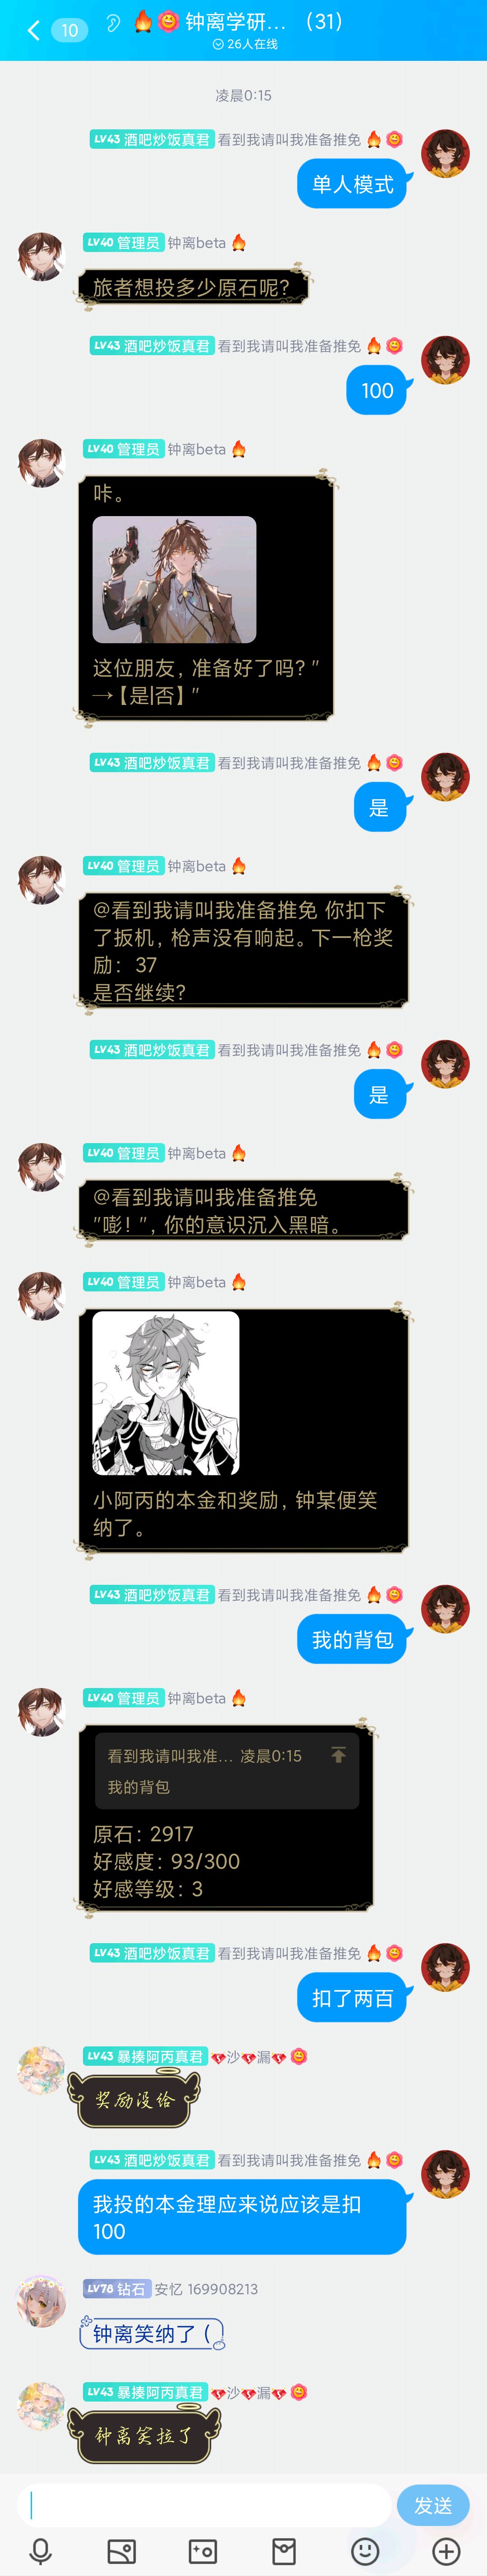 10
钟离学研... （31）
26人在线
凌晨0:15
LV43 酒吧炒饭真君 看到我请叫我准备推免
单人模式
LV40 管理员 钟离beta
旅者想投多少原石呢?
LV43 酒吧炒饭真君 看到我请叫我准备推免
100
LV40 管理员 钟离beta
咔。
这位朋友, 准备好了吗? "
→【是|否】"
LV43 酒吧炒饭真君 看到我请叫我准备推免
是
LV40 管理员 钟离beta
@看到我请叫我准备推免 你扣下
了扳机, 枪声没有响起。下一枪奖
励: 37
是否继续?
LV43 酒吧炒饭真君 看到我请叫我准备推免
是
LV40 管理员 钟离beta
@看到我请叫我准备推免
"嘭! ", 你的意识沉入黑暗。
LV40 管理员 钟离beta
小阿丙的本金和奖励, 钟某便笑
纳了。
LV43 酒吧炒饭真君 看到我请叫我准备推免
我的背包
LV40 管理员 钟离beta
看到我请叫我准... 凌晨0:15
我的背包
原石: 2917
好感度: 93/300
好感等级: 3
LV43 酒吧炒饭真君 看到我请叫我准备推免
扣了两百
LV43 暴揍阿丙真君 沙漏
奖励没给
LV43 酒吧炒饭真君 看到我请叫我准备推免
我投的本金理应来说应该是扣
100
LV78 钻石 安忆 169908213
钟离笑纳了（
LV43 暴揍阿丙真君 沙漏
钟离笑拉了
发送